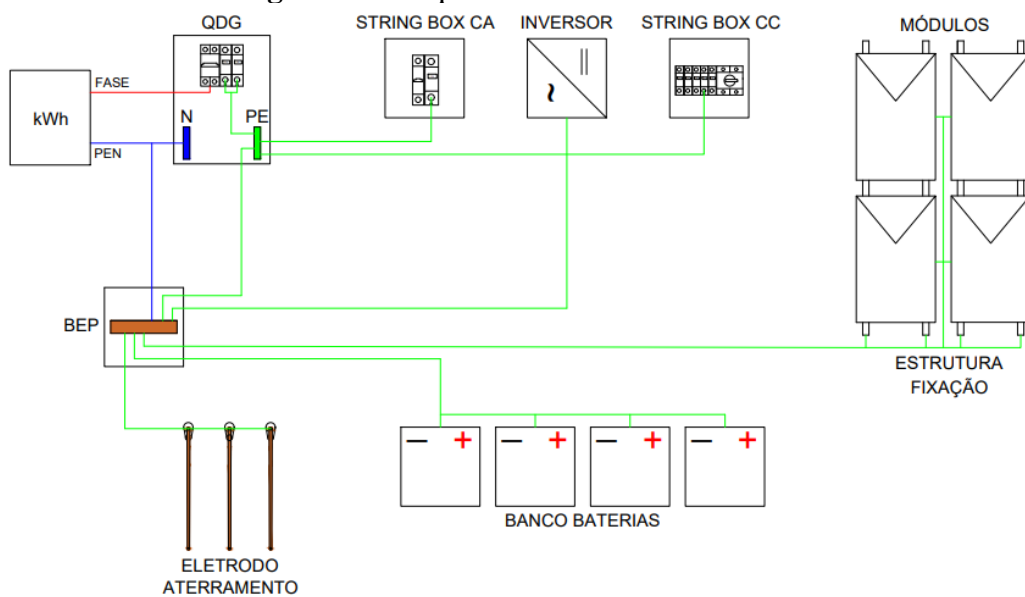 QDG
STRING BOX CA
INVERSOR
STRING BOX CC
MÓDULOS
FASE
kWh
N
PE
PEN
~
BEP
ESTRUTURA
FIXAÇÃO
− + − + − + − +
BANCO BATERIAS
ELETRODO
ATERRAMENTO